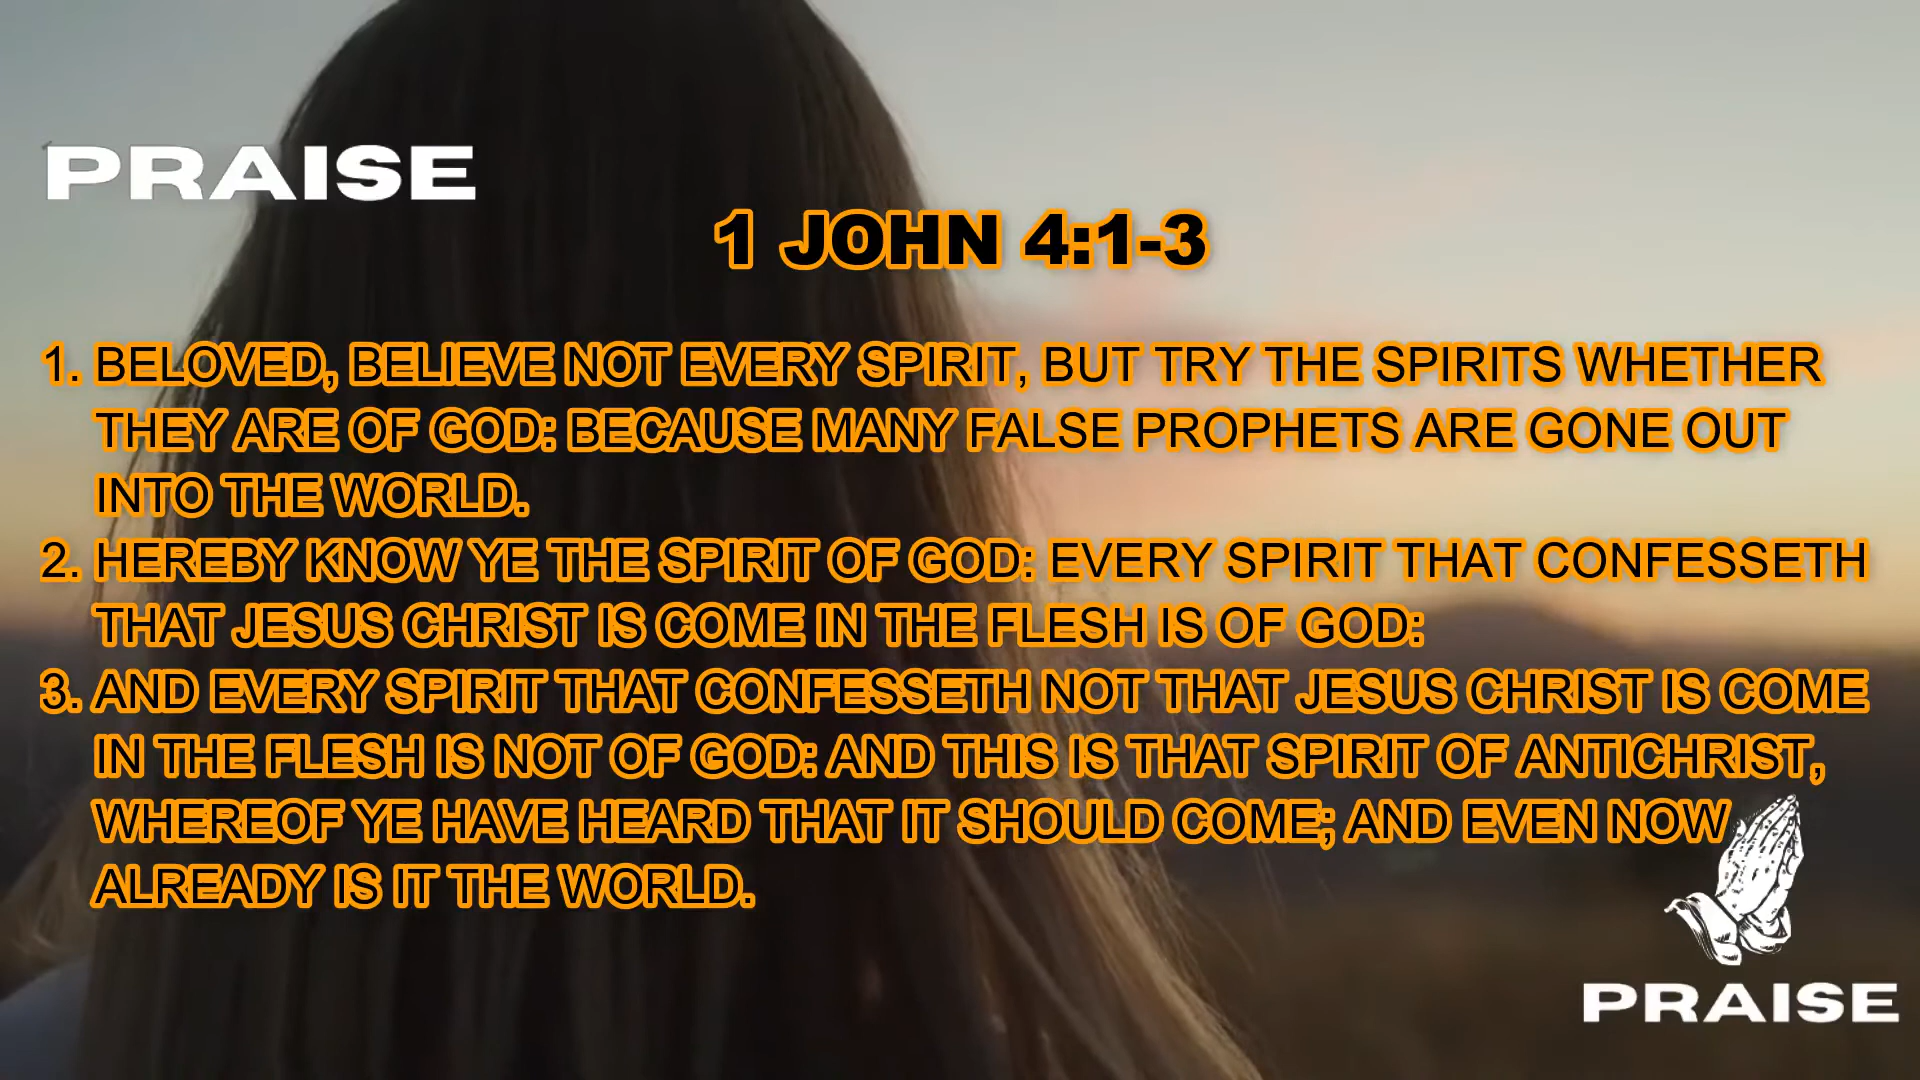 PRAISE
1 JOHN 4:1-3
1. BELOVED, BELIEVE NOT EVERY SPIRIT, BUT TRY THE SPIRITS WHETHER
THEY ARE OF GOD: BECAUSE MANY FALSE PROPHETS ARE GONE OUT
INTO THE WORLD.
2. HEREBY KNOW YE THE SPIRIT OF GOD: EVERY SPIRIT THAT CONFESSETH
THAT JESUS CHRIST IS COME IN THE FLESH IS OF GOD:
3. AND EVERY SPIRIT THAT CONFESSETH NOT THAT JESUS CHRIST IS COME
IN THE FLESH IS NOT OF GOD: AND THIS IS THAT SPIRIT OF ANTICHRIST,
WHEREOF YE HAVE HEARD THAT IT SHOULD COME; AND EVEN NOW
ALREADY IS IT THE WORLD.
PRAISE